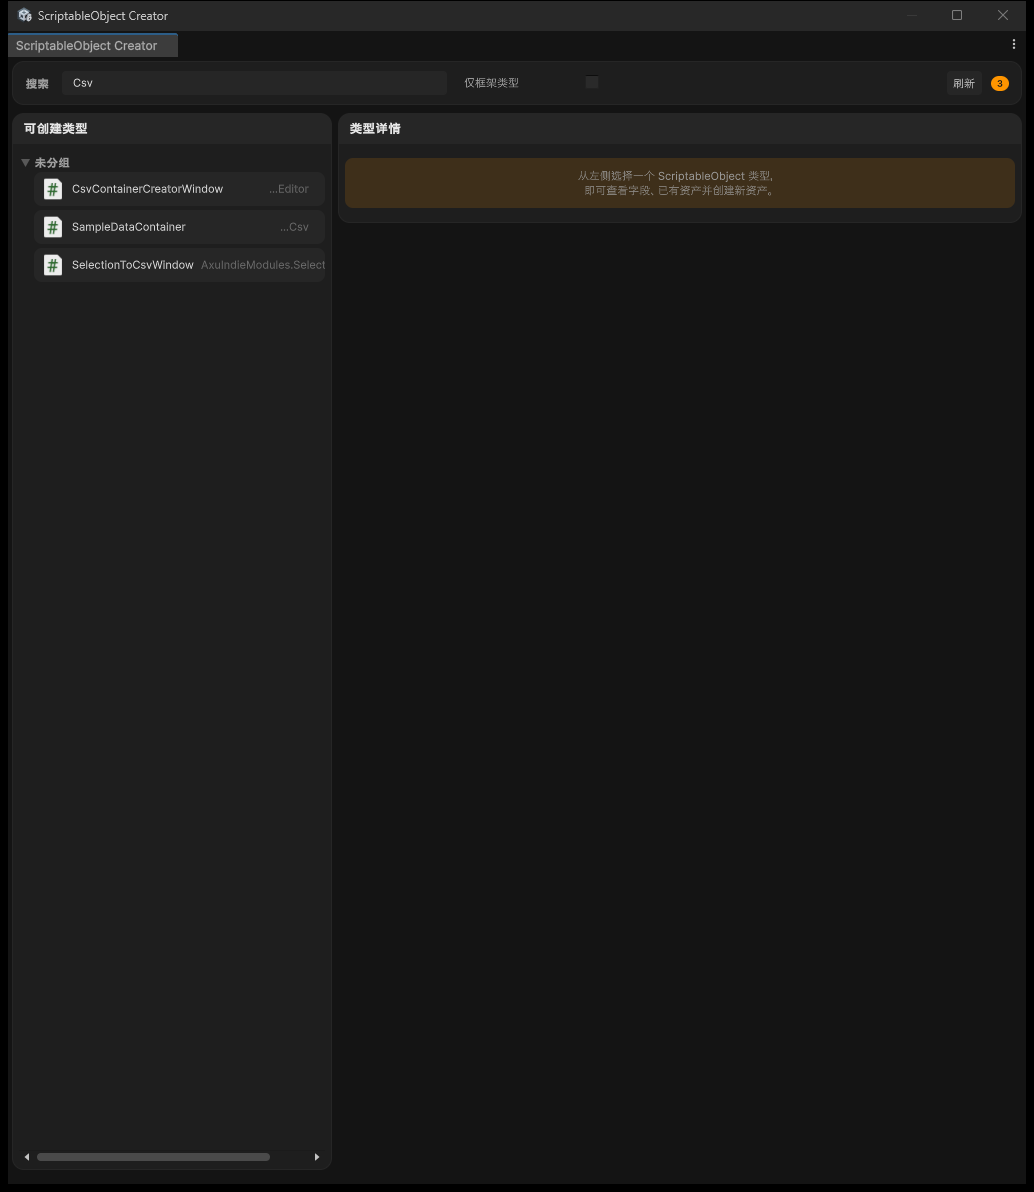 ScriptableObject Creator
ScriptableObject Creator
搜索
Csv
仅框架类型
刷新
3
可创建类型
未分组
CsvContainerCreatorWindow
...Editor
SampleDataContainer
...Csv
SelectionToCsvWindow
AxuIndieModules.Select
类型详情
从左侧选择一个 ScriptableObject 类型,
即可查看字段、已有资产并创建新资产。